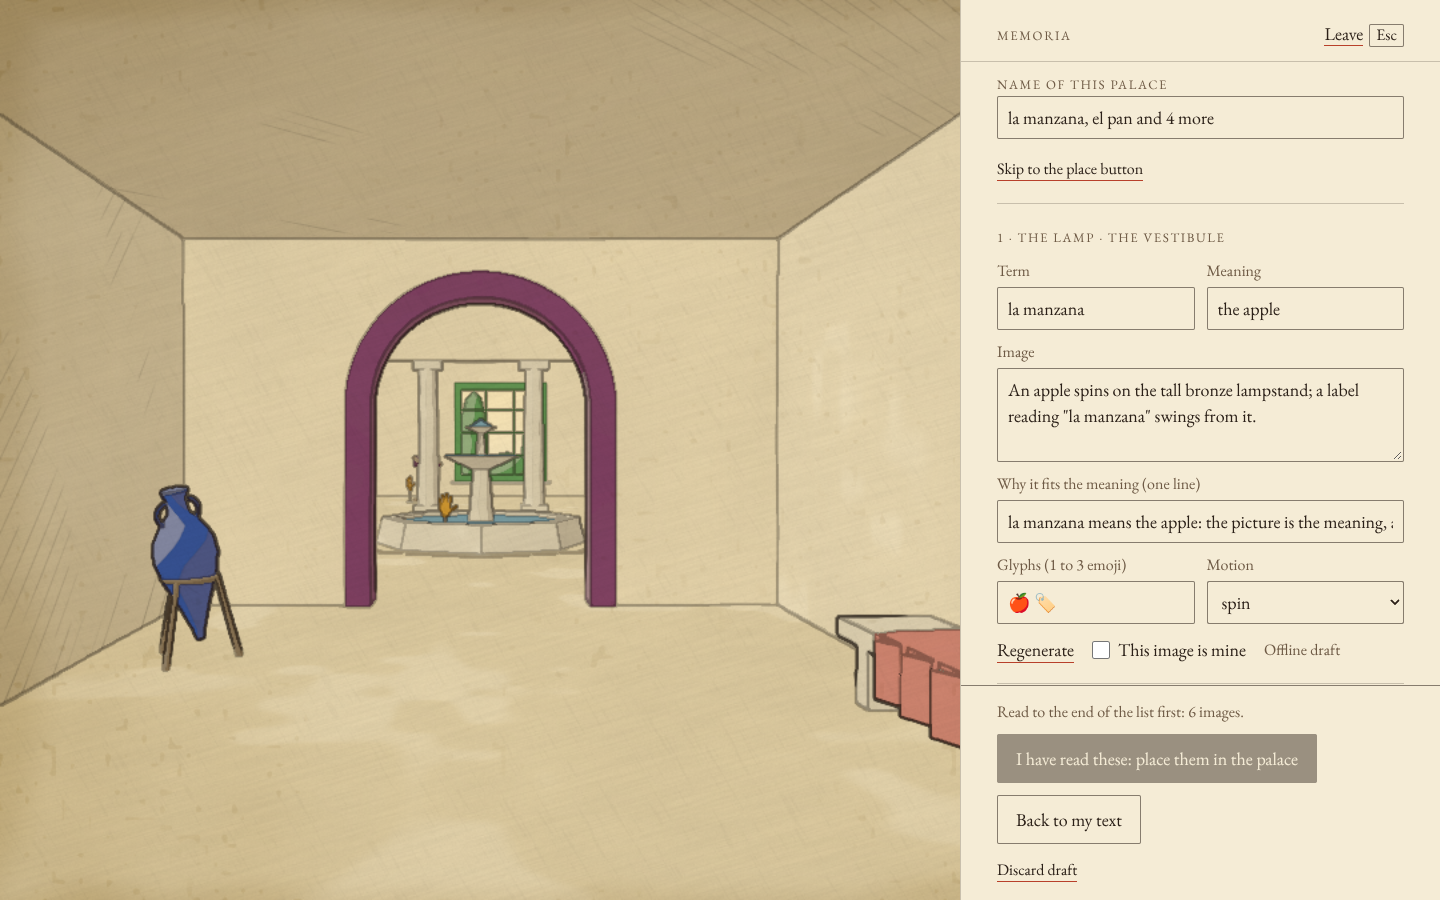 MEMORIA
Leave Esc
NAME OF THIS PALACE
la manzana, el pan and 4 more
Skip to the place button
1 · THE LAMP · THE VESTIBULE
Term Meaning
la manzana the apple
Image
An apple spins on the tall bronze lampstand; a label
reading "la manzana" swings from it.
Why it fits the meaning (one line)
la manzana means the apple: the picture is the meaning,
Glyphs (1 to 3 emoji) Motion
🍎🏷️ spin
Regenerate This image is mine Offline draft
Read to the end of the list first: 6 images.
I have read these: place them in the palace
Back to my text
Discard draft